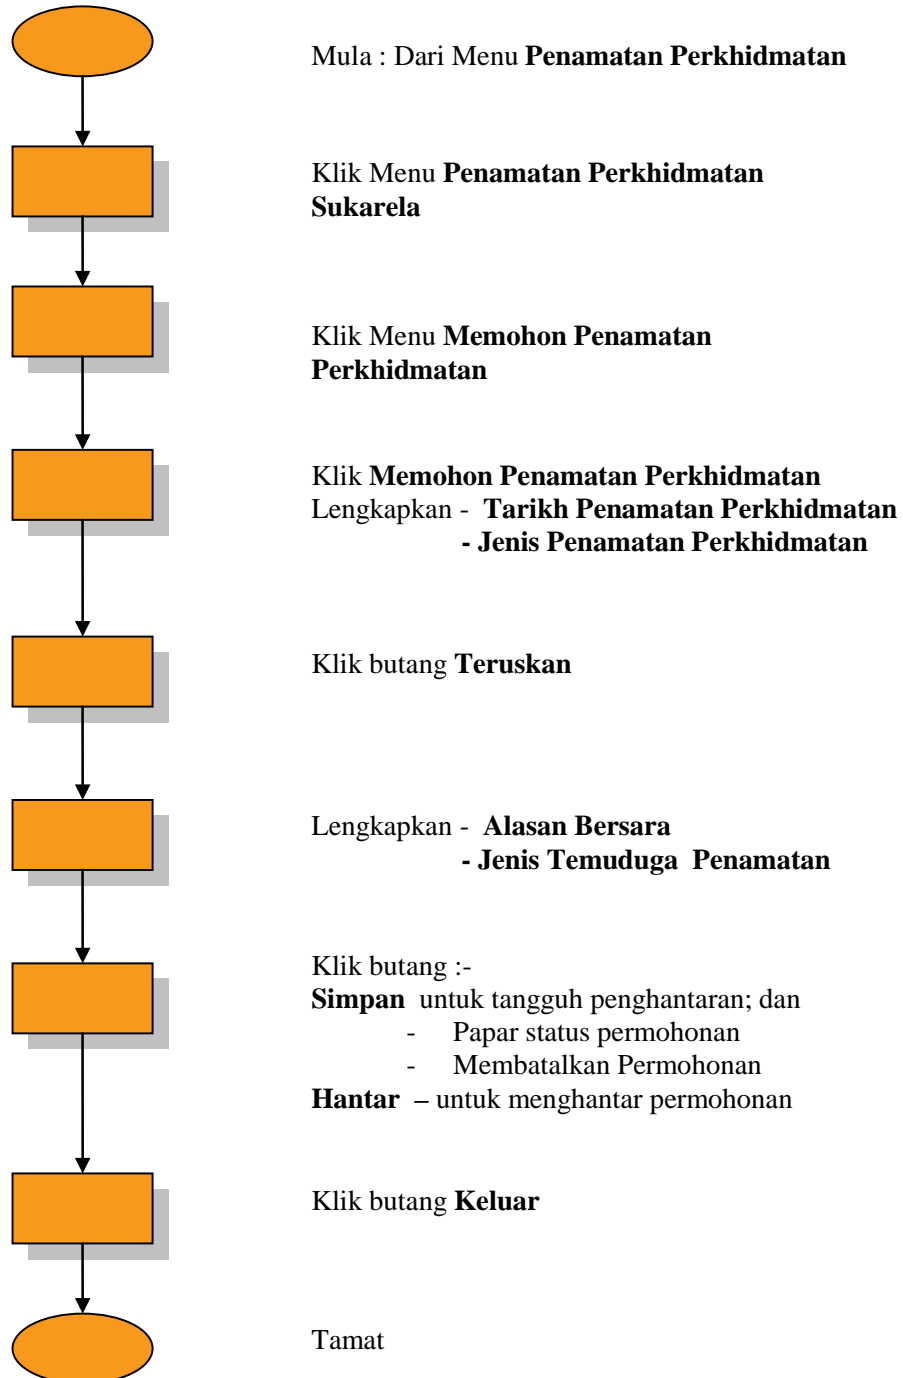 Mula : Dari Menu Penamatan Perkhidmatan
Klik Menu Penamatan Perkhidmatan
Sukarela
Klik Menu Memohon Penamatan
Perkhidmatan
Klik Memohon Penamatan Perkhidmatan
Lengkapkan - Tarikh Penamatan Perkhidmatan
- Jenis Penamatan Perkhidmatan
Klik butang Teruskan
Lengkapkan - Alasan Bersara
- Jenis Temuduga Penamatan
Klik butang :-
Simpan untuk tangguh penghantaran; dan
- Papar status permohonan
- Membatalkan Permohonan
Hantar – untuk menghantar permohonan
Klik butang Keluar
Tamat